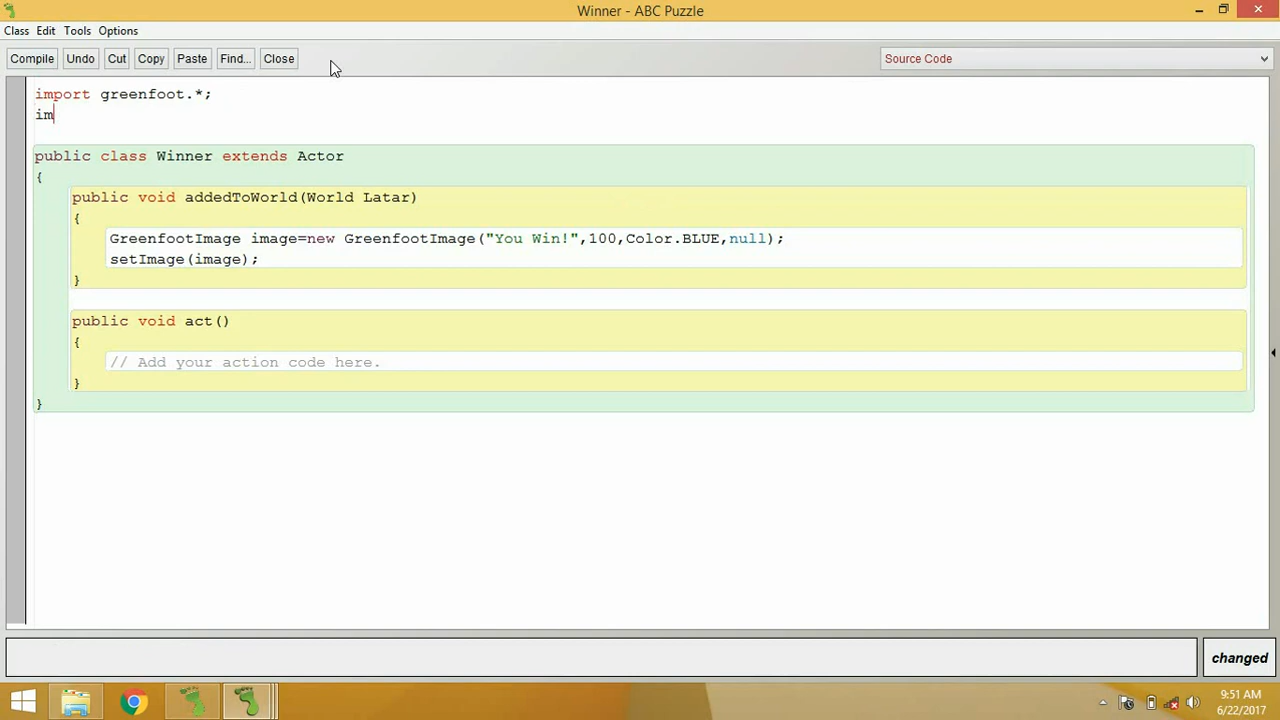 Winner - ABC Puzzle
Class Edit Tools Options
Compile Undo Cut Copy Paste Find... Close Source Code
import greenfoot.*;
im
public class Winner extends Actor
{
public void addedToWorld(World Latar)
{
GreenfootImage image=new GreenfootImage("You Win!",100,Color.BLUE,null);
setImage(image);
}
public void act()
{
// Add your action code here.
}
}
changed
9:51 AM
6/22/2017